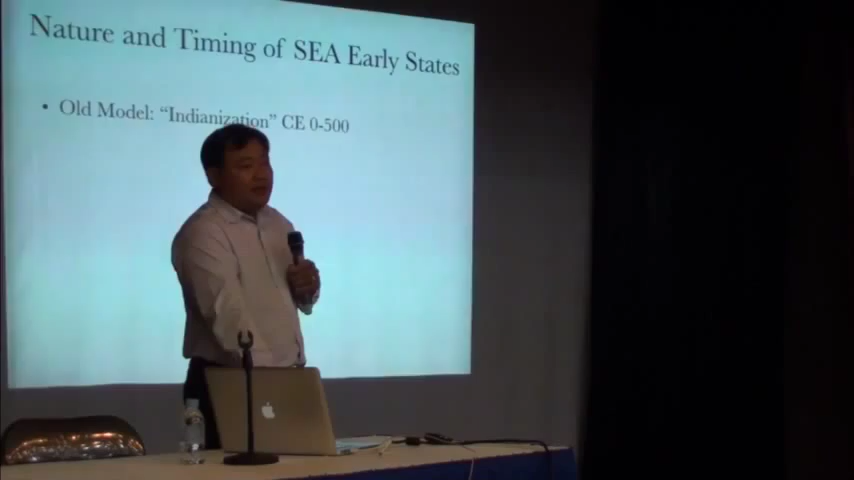 Nature and Timing of SEA Early States
• Old Model: “Indianization” CE 0-500